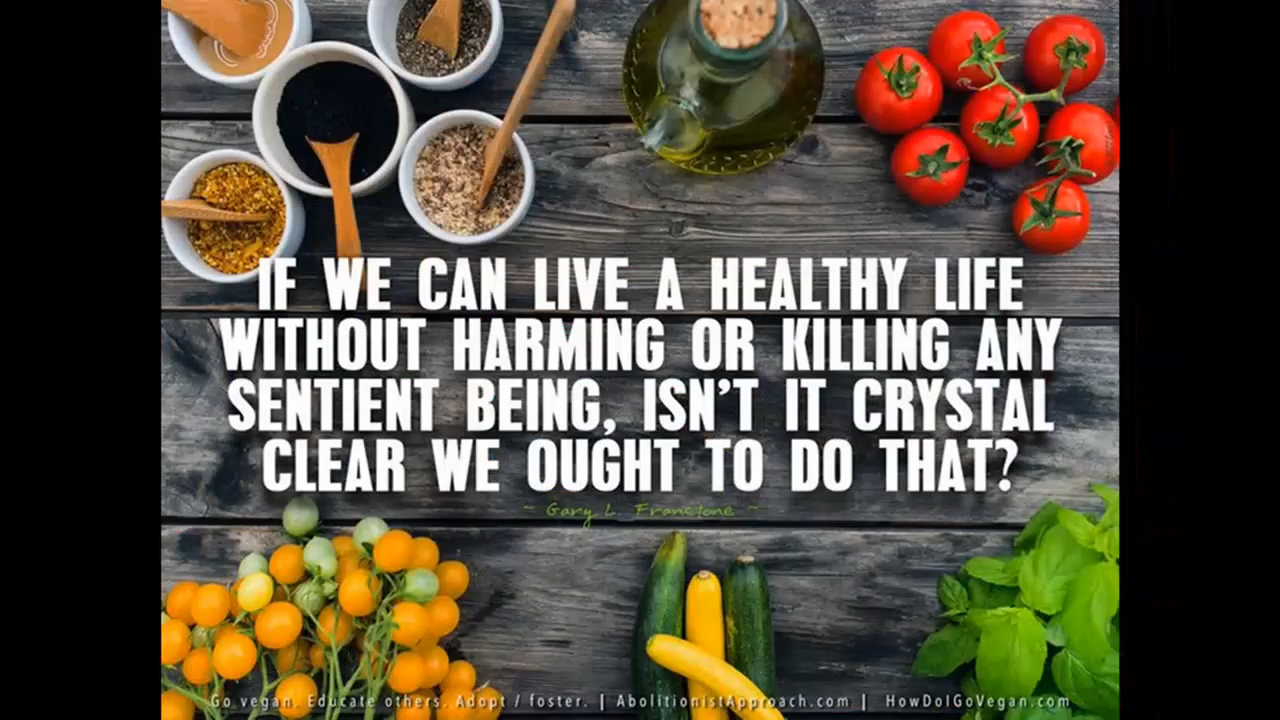 IF WE CAN LIVE A HEALTHY LIFE
WITHOUT HARMING OR KILLING ANY
SENTIENT BEING, ISN'T IT CRYSTAL
CLEAR WE OUGHT TO DO THAT?
~ Gary L. Francione ~
Go vegan. Educate others. Adopt / foster. | AbolitionistApproach.com | HowDoIGoVegan.com